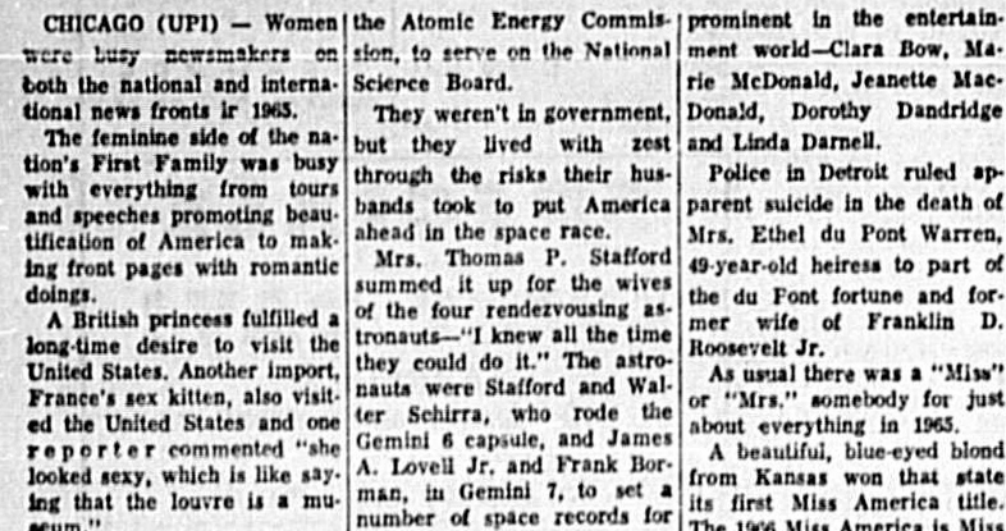 CHICAGO (UPI) — Women
were busy newsmakers on
both the national and interna-
tional news fronts ir 1965.
The feminine side of the na-
tion's First Family was busy
with everything from tours
and speeches promoting beau-
tification of America to mak-
ing front pages with romantic
doings.
A British princess fulfilled a
long-time desire to visit the
United States. Another import,
France's sex kitten, also visit-
ed the United States and one
reporter commented "she
looked sexy, which is like say-
ing that the louvre is a mu-
seum."
the Atomic Energy Commis-
sion, to serve on the National
Science Board.
They weren't in government,
but they lived with zest
through the risks their hus-
bands took to put America
ahead in the space race.
Mrs. Thomas P. Stafford
summed it up for the wives
of the four rendezvousing as-
tronauts—"I knew all the time
they could do it." The astro-
nauts were Stafford and Wal-
ter Schirra, who rode the
Gemini 6 capsule, and James
A. Lovell Jr. and Frank Bor-
man, in Gemini 7, to set a
number of space records for
prominent in the entertain-
ment world—Clara Bow, Ma-
rie McDonald, Jeanette Mac-
Donald, Dorothy Dandridge
and Linda Darnell.
Police in Detroit ruled ap-
parent suicide in the death of
Mrs. Ethel du Pont Warren,
49-year-old heiress to part of
the du Pont fortune and for-
mer wife of Franklin D.
Roosevelt Jr.
As usual there was a "Miss"
or "Mrs." somebody for just
about everything in 1965.
A beautiful, blue-eyed blond
from Kansas won that state
its first Miss America title.
The 1966 Miss America is Miss